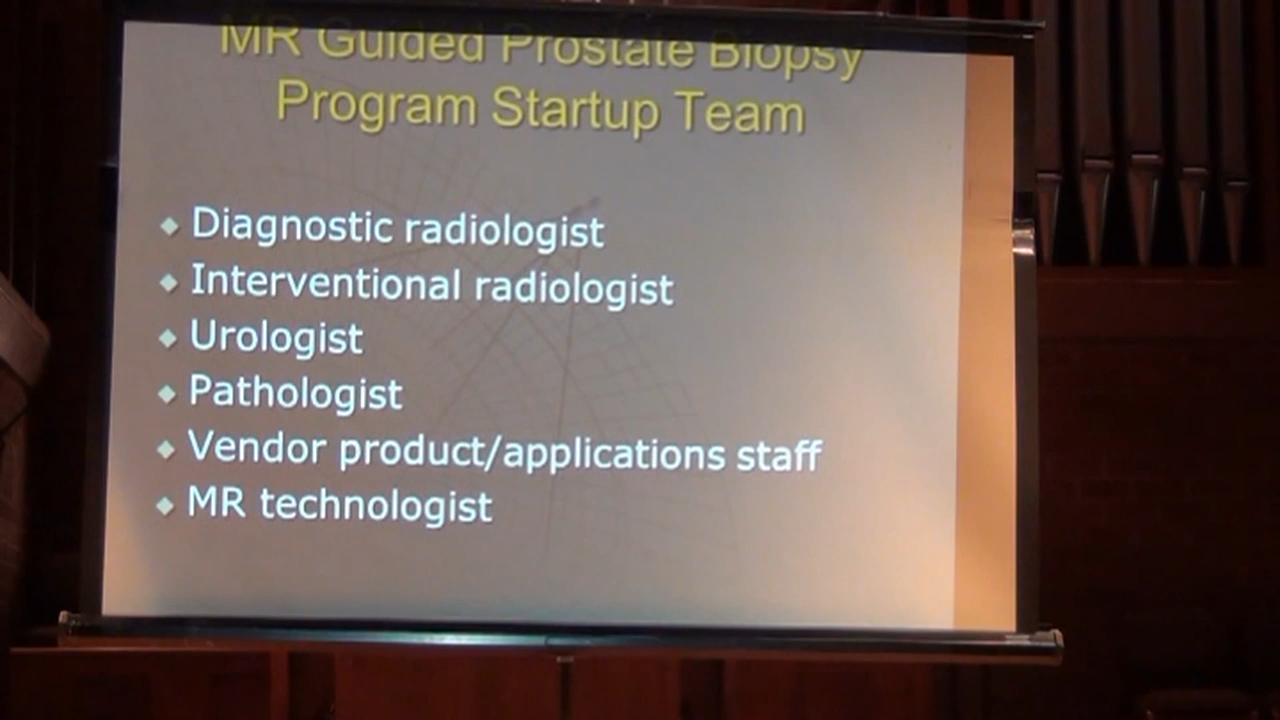 MR Guided Prostate Biopsy
Program Startup Team
Diagnostic radiologist
Interventional radiologist
Urologist
Pathologist
Vendor product/applications staff
MR technologist